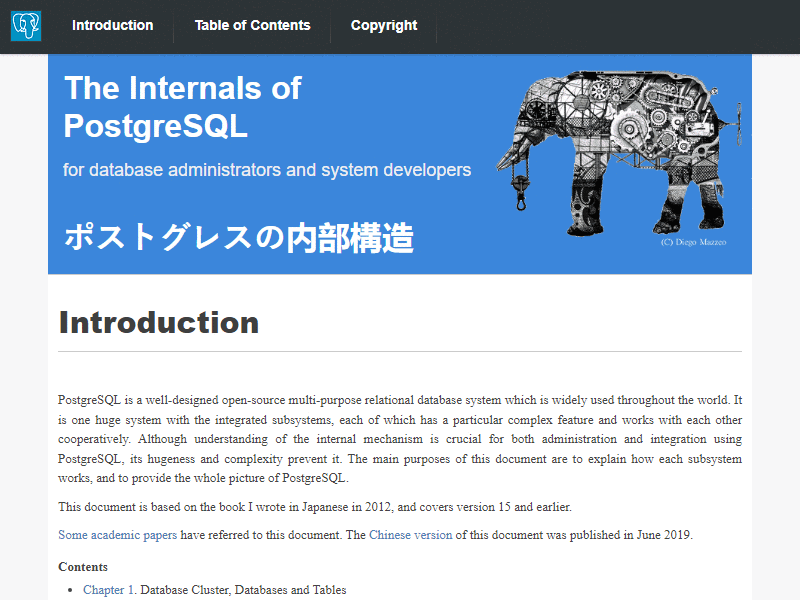 Introduction
Table of Contents
Copyright
The Internals of
PostgreSQL
for database administrators and system developers
ポストグレスの内部構造
(C) Diego Mazzeo
Introduction
PostgreSQL is a well-designed open-source multi-purpose relational database system which is widely used throughout the world. It
is one huge system with the integrated subsystems, each of which has a particular complex feature and works with each other
cooperatively. Although understanding of the internal mechanism is crucial for both administration and integration using
PostgreSQL, its hugeness and complexity prevent it. The main purposes of this document are to explain how each subsystem
works, and to provide the whole picture of PostgreSQL.
This document is based on the book I wrote in Japanese in 2012, and covers version 15 and earlier.
Some academic papers have referred to this document. The Chinese version of this document was published in June 2019.
Contents
• Chapter 1. Database Cluster, Databases and Tables